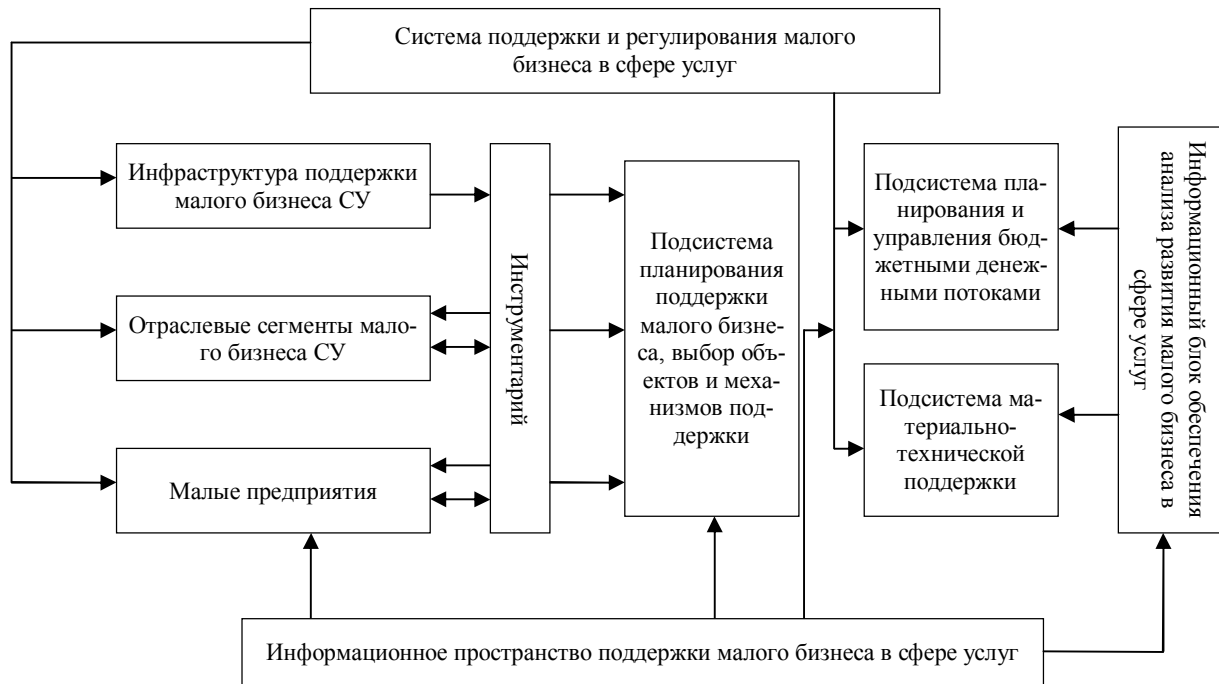 Система поддержки и регулирования малого
бизнеса в сфере услуг
Инфраструктура поддержки
малого бизнеса СУ
Отраслевые сегменты мало-
го бизнеса СУ
Малые предприятия
Инструментарий
Подсистема
планирования
поддержки
малого бизне-
са, выбор объ-
ектов и меха-
низмов под-
держки
Подсистема пла-
нирования и
управления бюд-
жетными денеж-
ными потоками
Подсистема ма-
териально-
технической
поддержки
Информационный блок обеспечения
анализа развития малого бизнеса в
сфере услуг
Информационное пространство поддержки малого бизнеса в сфере услуг